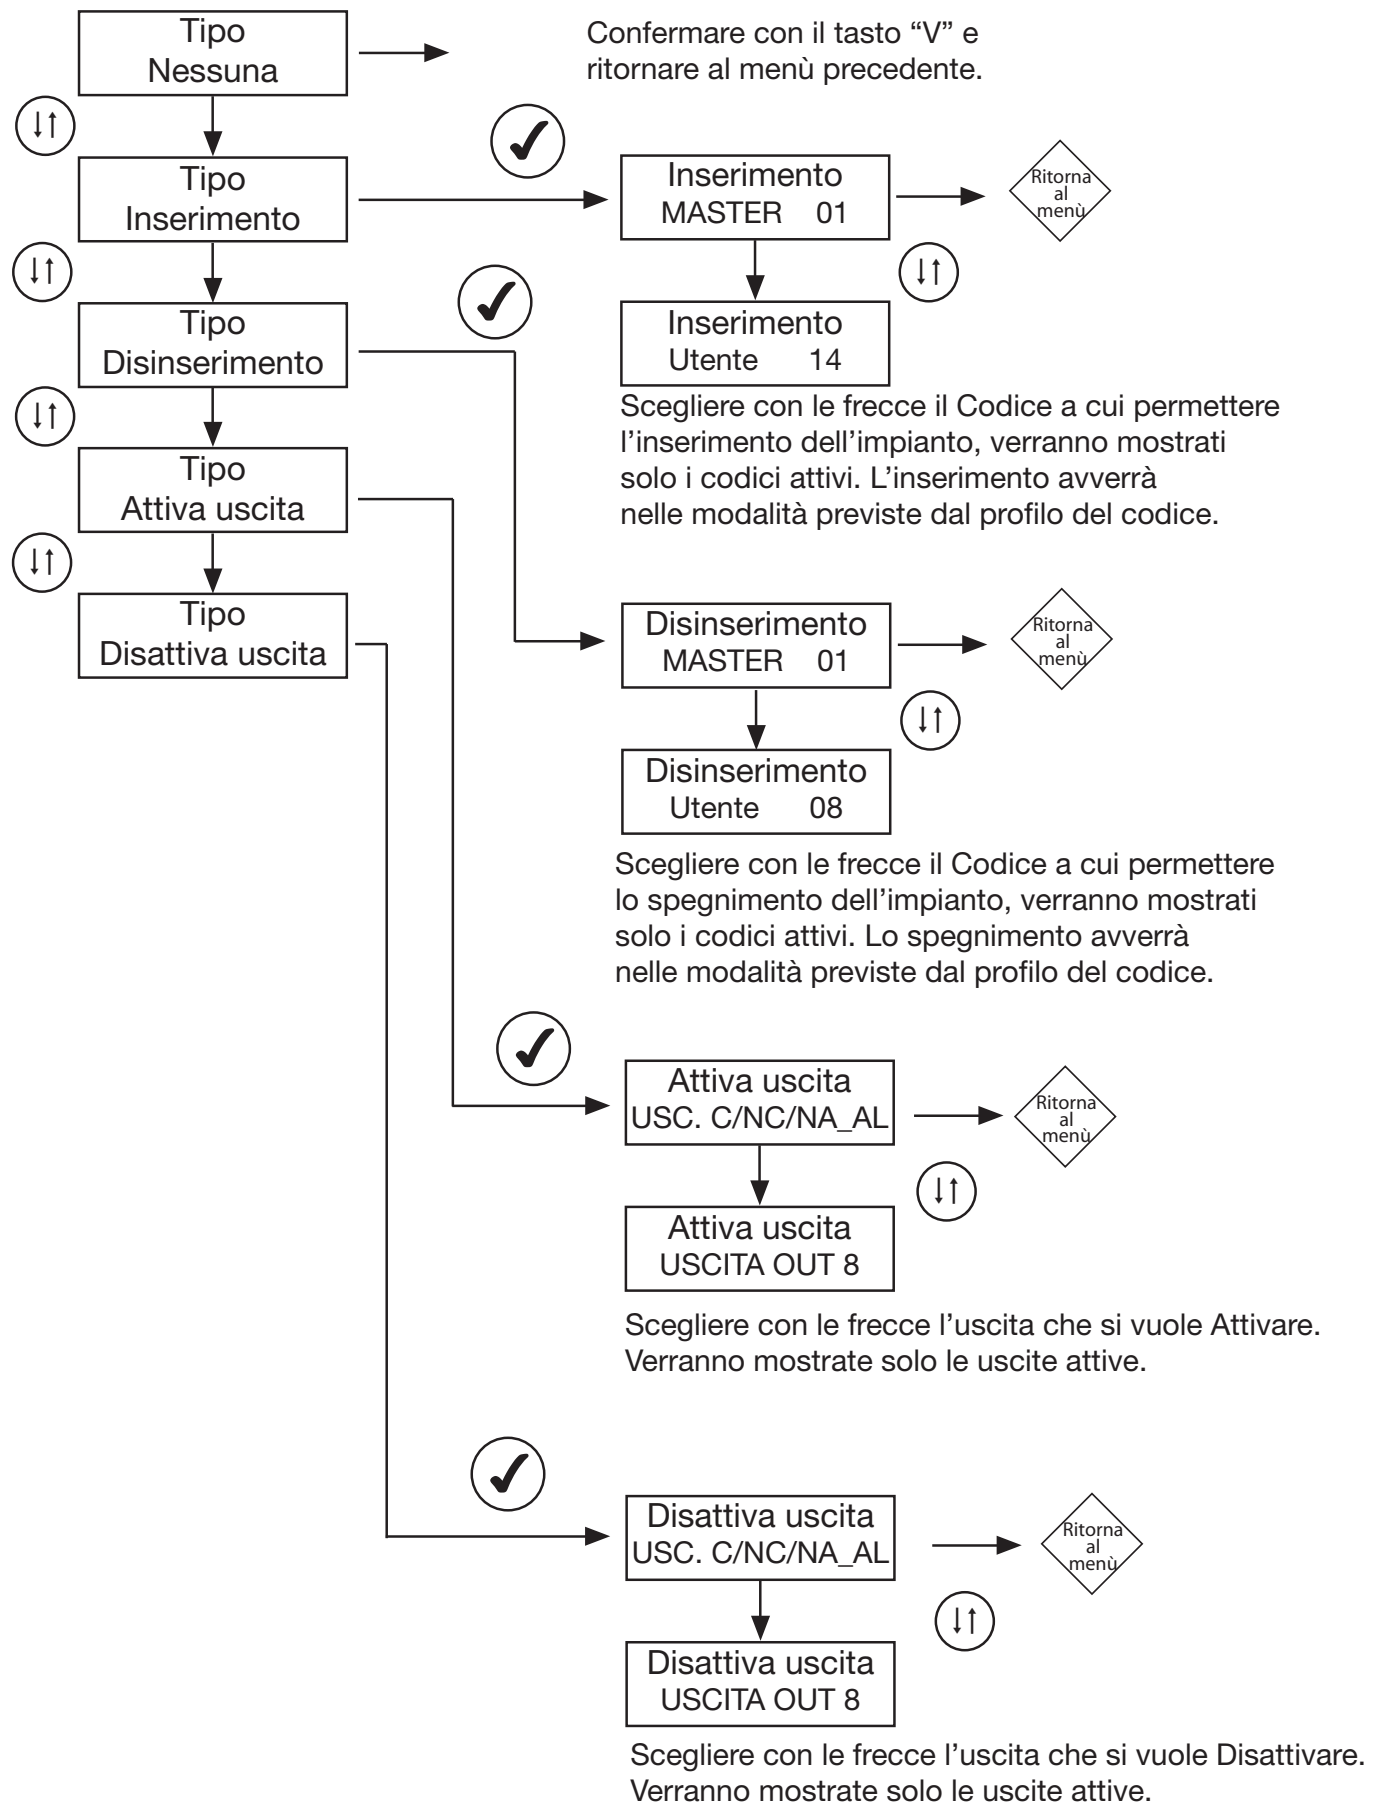 Tipo
Nessuna
Confermare con il tasto “V” e
ritornare al menù precedente.
Tipo
Inserimento
Inserimento
MASTER 01
Ritorna
al
menù
Tipo
Disinserimento
Inserimento
Utente 14
Scegliere con le frecce il Codice a cui permettere
l’inserimento dell’impianto, verranno mostrati
solo i codici attivi. L’inserimento avverrà
nelle modalità previste dal profilo del codice.
Tipo
Attiva uscita
Tipo
Disattiva uscita
Disinserimento
MASTER 01
Ritorna
al
menù
Disinserimento
Utente 08
Scegliere con le frecce il Codice a cui permettere
lo spegnimento dell’impianto, verranno mostrati
solo i codici attivi. Lo spegnimento avverrà
nelle modalità previste dal profilo del codice.
Attiva uscita
USC. C/NC/NA_AL
Ritorna
al
menù
Attiva uscita
USCITA OUT 8
Scegliere con le frecce l’uscita che si vuole Attivare.
Verranno mostrate solo le uscite attive.
Disattiva uscita
USC. C/NC/NA_AL
Ritorna
al
menù
Disattiva uscita
USCITA OUT 8
Scegliere con le frecce l’uscita che si vuole Disattivare.
Verranno mostrate solo le uscite attive.